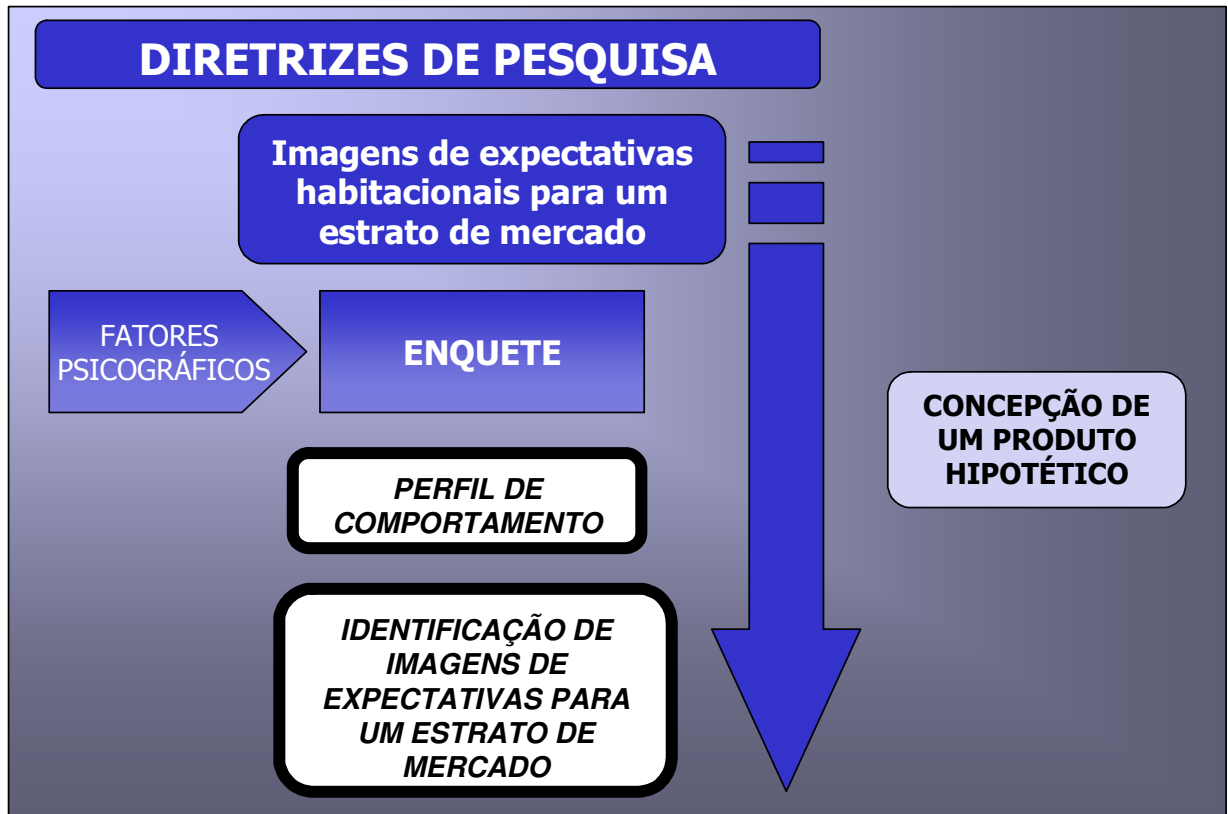 DIRETRIZES DE PESQUISA
Imagens de expectativas
habitacionais para um
estrato de mercado
FATORES
PSICOGRÁFICOS
ENQUETE
PERFIL DE
COMPORTAMENTO
IDENTIFICAÇÃO DE
IMAGENS DE
EXPECTATIVAS PARA
UM ESTRATO DE
MERCADO
CONCEPÇÃO DE
UM PRODUTO
HIPOTÉTICO